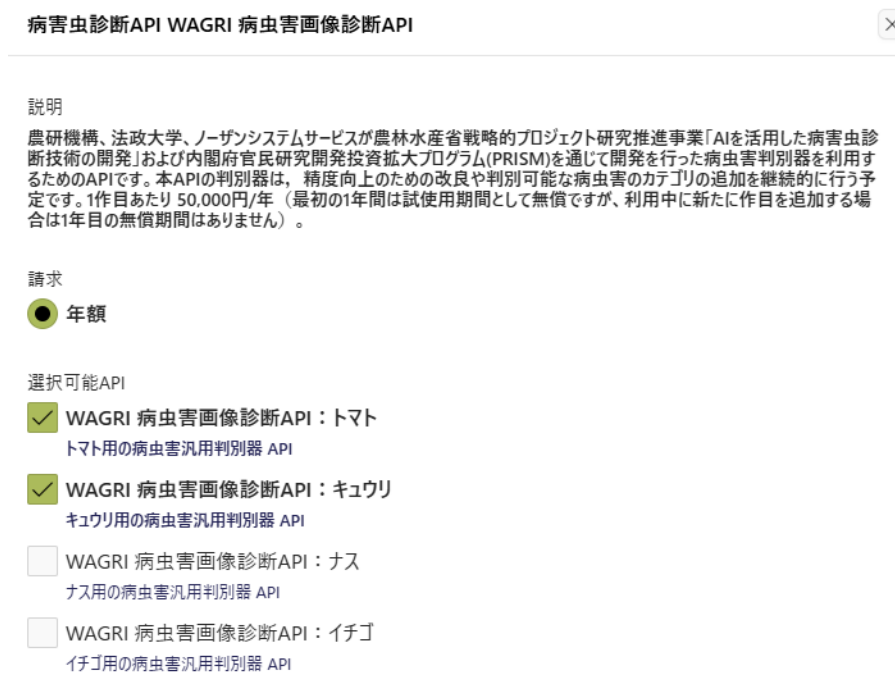 病害虫診断API WAGRI 病虫害画像診断API
説明
農研機構、法政大学、ノーザンシステムサービスが農林水産省戦略的プロジェクト研究推進事業「AIを活用した病害虫診
断技術の開発」および内閣府官民研究開発投資拡大プログラム(PRISM)を通じて開発を行った病虫害判別器を利用す
るためのAPIです。本APIの判別器は，精度向上のための改良や判別可能な病虫害のカテゴリの追加を継続的に行う予
定です。1作目あたり 50,000円/年（最初の1年間は試使用期間として無償ですが、利用中に新たに作目を追加する場
合は1年目の無償期間はありません）。
請求
年額
選択可能API
WAGRI 病虫害画像診断API：トマト
トマト用の病虫害汎用判別器 API
WAGRI 病虫害画像診断API：キュウリ
キュウリ用の病虫害汎用判別器 API
WAGRI 病虫害画像診断API：ナス
ナス用の病虫害汎用判別器 API
WAGRI 病虫害画像診断API：イチゴ
イチゴ用の病虫害汎用判別器 API